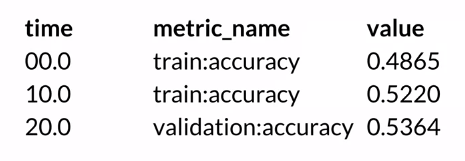 time metric_name value
00.0 train:accuracy 0.4865
10.0 train:accuracy 0.5220
20.0 validation:accuracy 0.5364